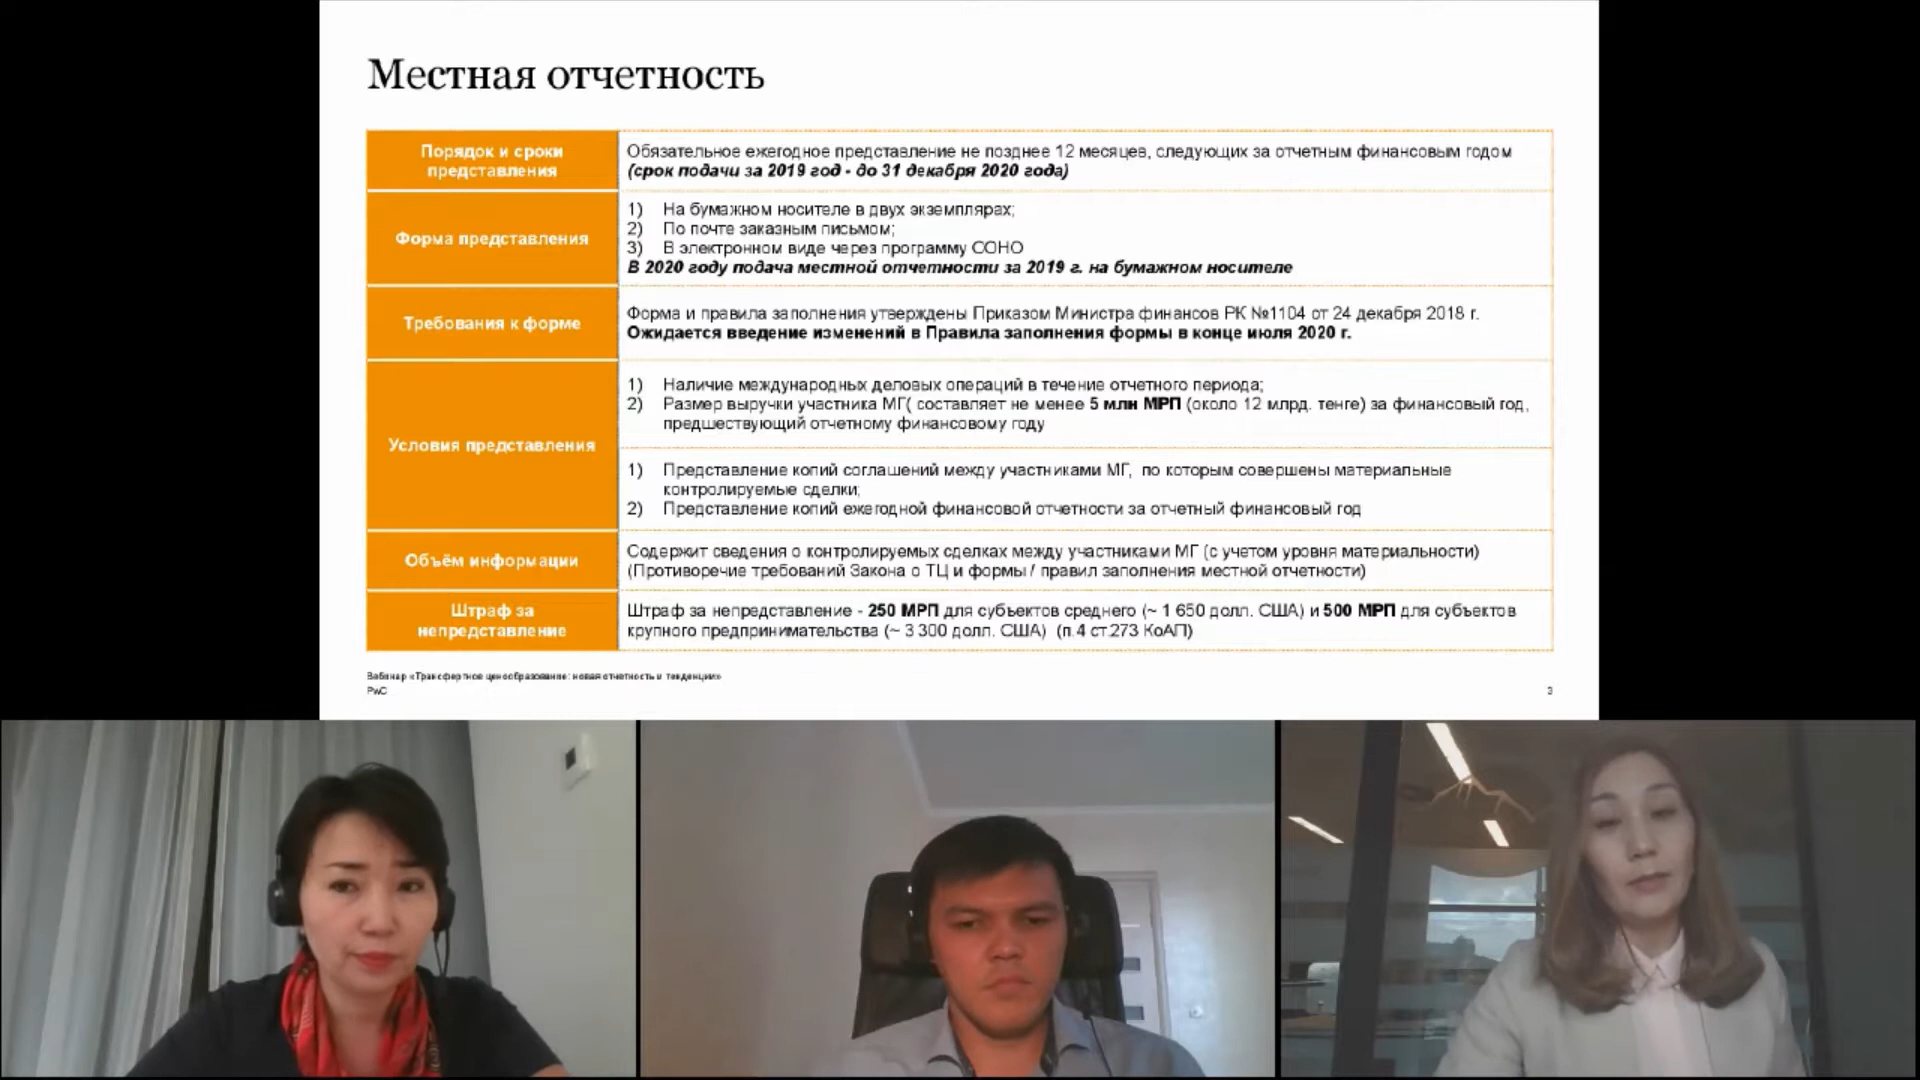 Местная отчетность
Порядок и сроки
представления
Обязательное ежегодное представление не позднее 12 месяцев, следующих за отчетным финансовым годом
(срок подачи за 2019 год - до 31 декабря 2020 года)
Форма представления
1) На бумажном носителе в двух экземплярах;
2) По почте заказным письмом;
3) В электронном виде через программу СОНО
В 2020 году подача местной отчетности за 2019 г. на бумажном носителе
Требования к форме
Форма и правила заполнения утверждены Приказом Министра финансов РК №1104 от 24 декабря 2018 г.
Ожидается введение изменений в Правила заполнения формы в конце июля 2020 г.
Условия представления
1) Наличие международных деловых операций в течение отчетного периода;
2) Размер выручки участника МГ( составляет не менее 5 млн МРП (около 12 млрд. тенге) за финансовый год,
предшествующий отчетному финансовому году
1) Представление копий соглашений между участниками МГ, по которым совершены материальные
контролируемые сделки;
2) Представление копий ежегодной финансовой отчетности за отчетный финансовый год
Объём информации
Содержит сведения о контролируемых сделках между участниками МГ (с учетом уровня материальности)
(Противоречие требований Закона о ТЦ и формы / правил заполнения местной отчетности)
Штраф за
непредставление
Штраф за непредставление - 250 МРП для субъектов среднего (~ 1 650 долл. США) и 500 МРП для субъектов
крупного предпринимательства (~ 3 300 долл. США) (п.4 ст.273 КоАП)
Вебинар «Трансфертное ценообразование: новая отчетность и тенденции»
PwC
3